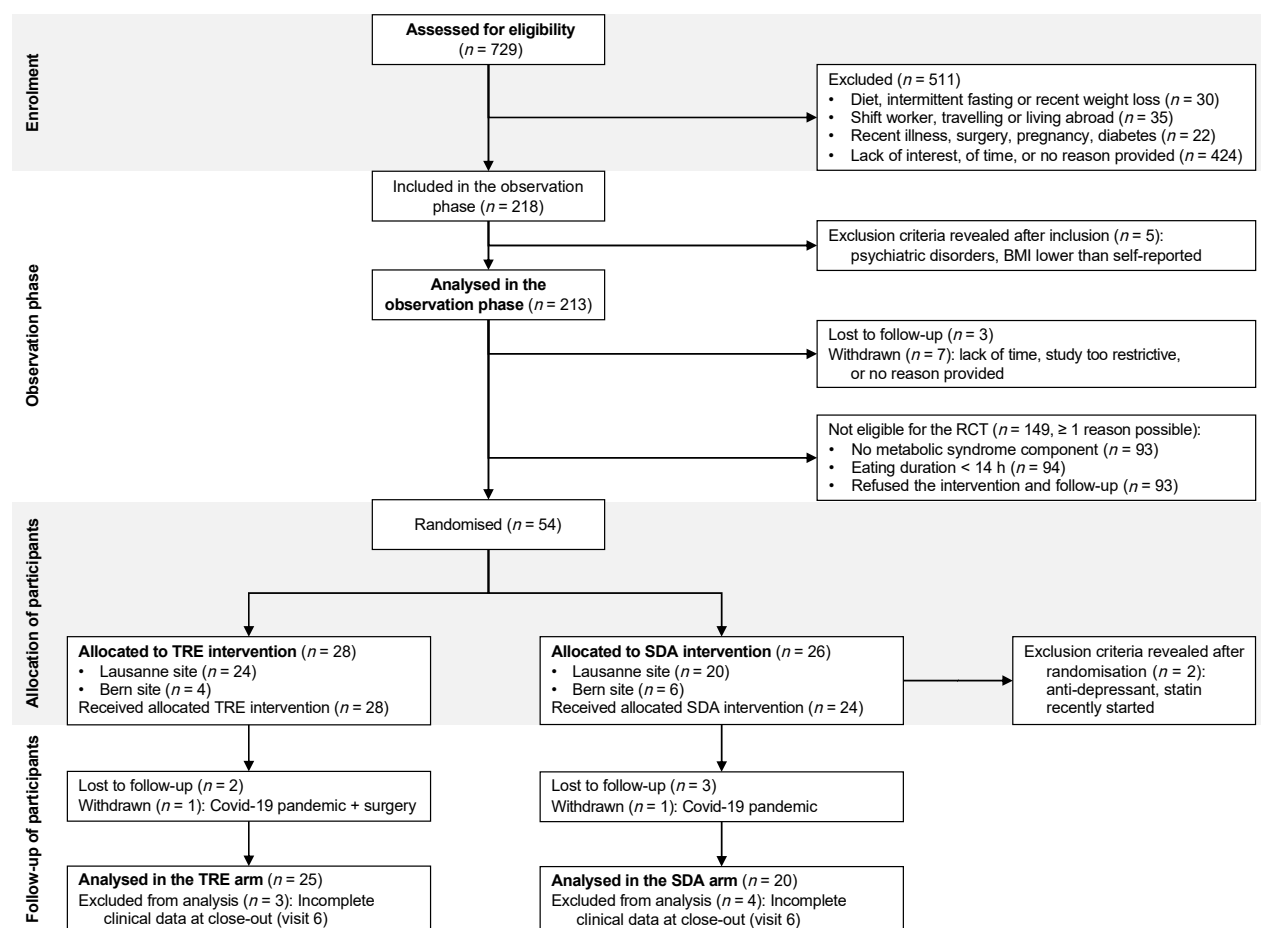 Enrolment
Assessed for eligibility
(n = 729)
Excluded (n = 511)
• Diet, intermittent fasting or recent weight loss (n = 30)
• Shift worker, travelling or living abroad (n = 35)
• Recent illness, surgery, pregnancy, diabetes (n = 22)
• Lack of interest, of time, or no reason provided (n = 424)
Observation phase
Included in the observation
phase (n = 218)
Exclusion criteria revealed after inclusion (n = 5):
psychiatric disorders, BMI lower than self-reported
Analysed in the
observation phase (n = 213)
Lost to follow-up (n = 3)
Withdrawn (n = 7): lack of time, study too restrictive,
or no reason provided
Not eligible for the RCT (n = 149, ≥ 1 reason possible):
• No metabolic syndrome component (n = 93)
• Eating duration < 14 h (n = 94)
• Refused the intervention and follow-up (n = 93)
Allocation of participants
Randomised (n = 54)
Allocated to TRE intervention (n = 28)
• Lausanne site (n = 24)
• Bern site (n = 4)
Received allocated TRE intervention (n = 28)
Allocated to SDA intervention (n = 26)
• Lausanne site (n = 20)
• Bern site (n = 6)
Received allocated SDA intervention (n = 24)
Exclusion criteria revealed after
randomisation (n = 2):
anti-depressant, statin
recently started
Follow-up of participants
Lost to follow-up (n = 2)
Withdrawn (n = 1): Covid-19 pandemic + surgery
Lost to follow-up (n = 3)
Withdrawn (n = 1): Covid-19 pandemic
Analysed in the TRE arm (n = 25)
Excluded from analysis (n = 3): Incomplete
clinical data at close-out (visit 6)
Analysed in the SDA arm (n = 20)
Excluded from analysis (n = 4): Incomplete
clinical data at close-out (visit 6)